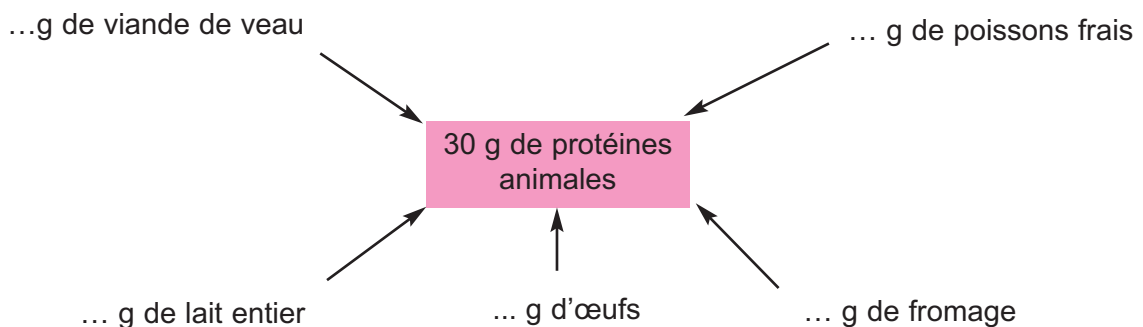 …g de viande de veau
… g de poissons frais
30 g de protéines
animales
… g de lait entier
... g d’œufs
… g de fromage